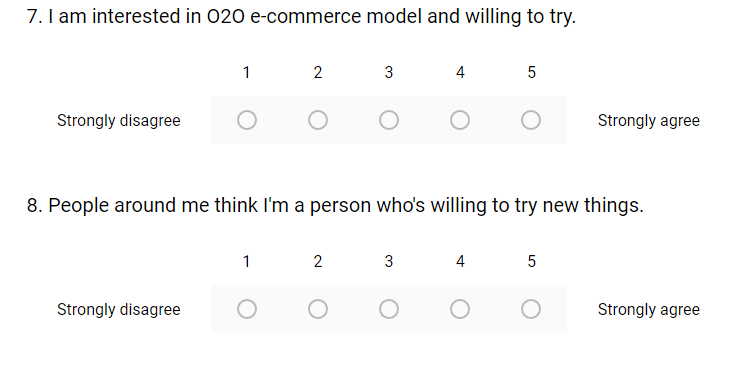 7. I am interested in O2O e-commerce model and willing to try.
1 2 3 4 5
Strongly disagree Strongly agree
8. People around me think I'm a person who's willing to try new things.
1 2 3 4 5
Strongly disagree Strongly agree